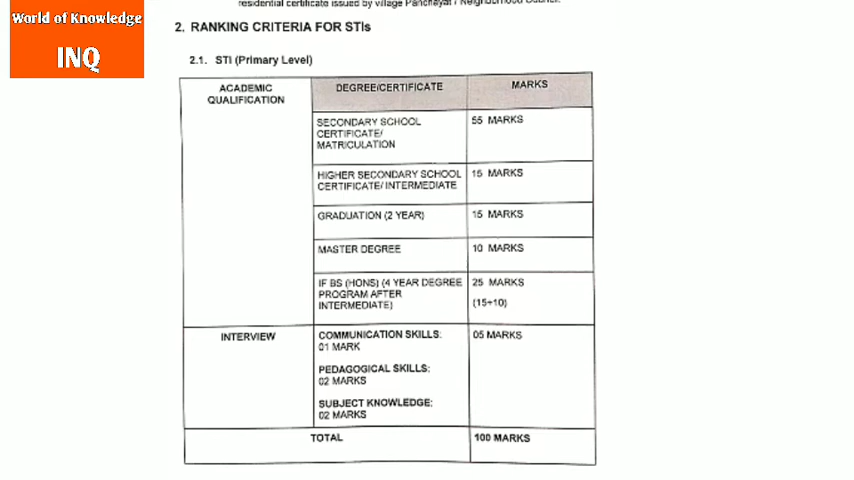 residential certificate issued by village Panchayat / Neighborhood Council.
World of Knowledge
INQ
2. RANKING CRITERIA FOR STIs
2.1. STI (Primary Level)
ACADEMIC
QUALIFICATION
DEGREE/CERTIFICATE
MARKS
SECONDARY SCHOOL
CERTIFICATE/
MATRICULATION
55 MARKS
HIGHER SECONDARY SCHOOL
CERTIFICATE/INTERMEDIATE
15 MARKS
GRADUATION (2 YEAR)
15 MARKS
MASTER DEGREE
10 MARKS
IF BS (HONS) (4 YEAR DEGREE
PROGRAM AFTER
INTERMEDIATE)
25 MARKS
(15+10)
INTERVIEW
COMMUNICATION SKILLS:
01 MARK
PEDAGOGICAL SKILLS:
02 MARKS
SUBJECT KNOWLEDGE:
02 MARKS
05 MARKS
TOTAL
100 MARKS